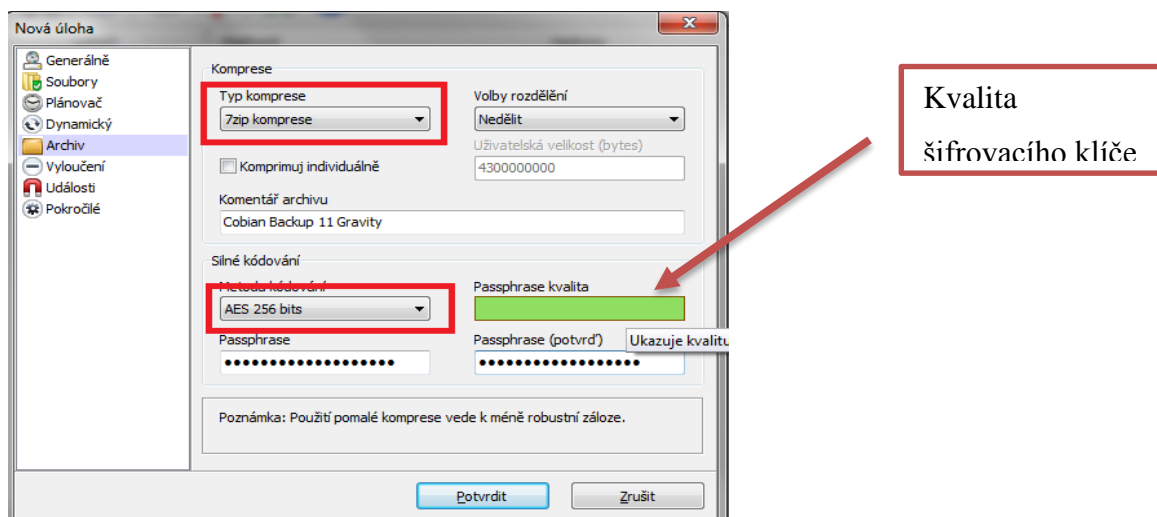 Nová úloha
Generálně
Soubory
Plánovač
Dynamický
Archiv
Vyloučení
Události
Pokročilé
Komprese
Typ komprese
Volby rozdělění
7zip komprese
Nedělit
Komprimuj individuálně
Uživatelská velikost (bytes)
4300000000
Komentář archivu
Cobian Backup 11 Gravity
Silné kódování
Metoda kódování
Passphrase kvalita
AES 256 bits
Passphrase
Passphrase (potvrď)
Ukazuje kvalitu
Poznámka: Použití pomalé komprese vede k méně robustní záloze.
Potvrdit
Zrušit
Kvalita
šifrovacího klíče